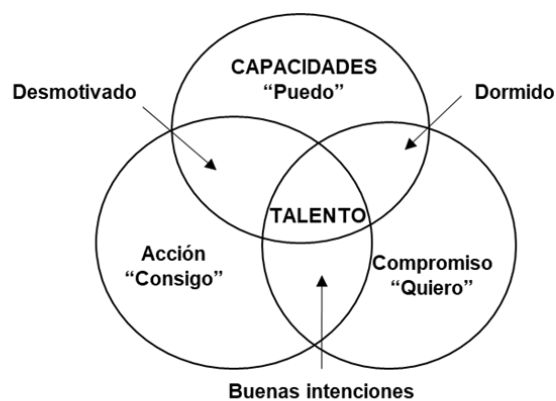 CAPACIDADES
“Puedo”
Desmotivado
Dormido
TALENTO
Acción
“Consigo”
Compromiso
“Quiero”
Buenas intenciones